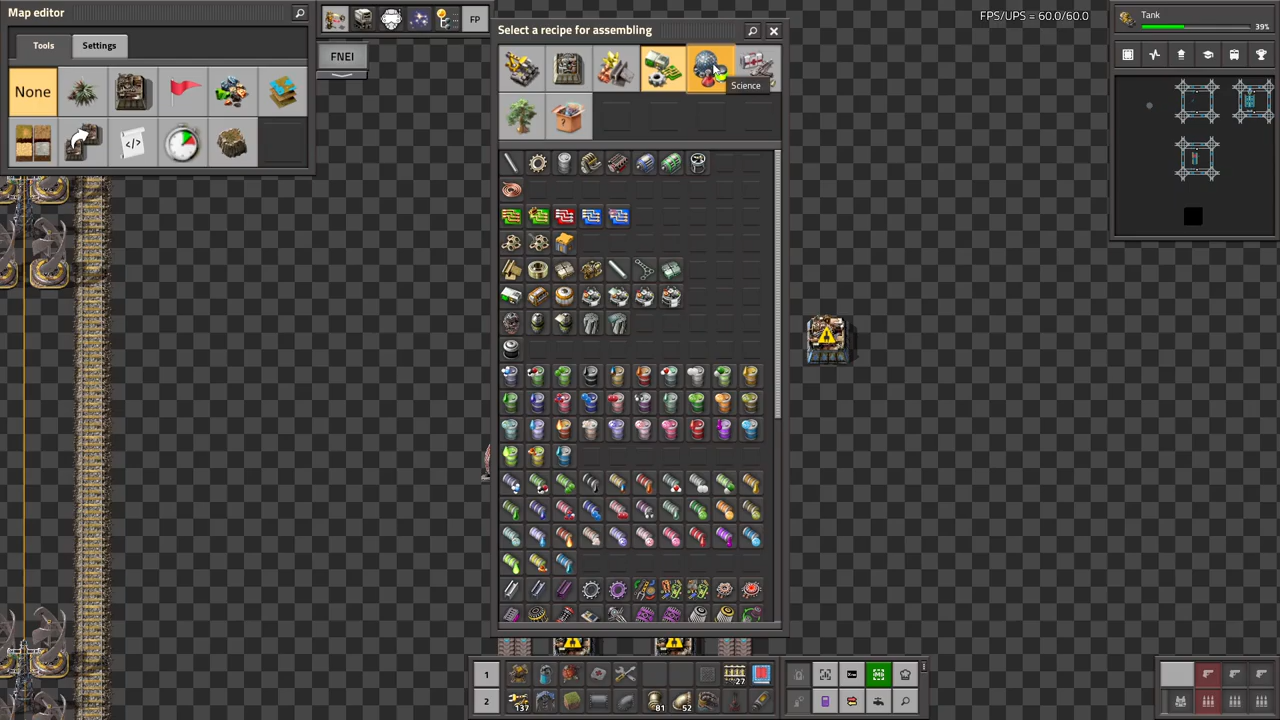 Map editor
Tools
Settings
None
</>
FP
FNEI
Select a recipe for assembling
Science
FPS/UPS = 60.0/60.0
Tank
39%
1
27
2
137
81
52